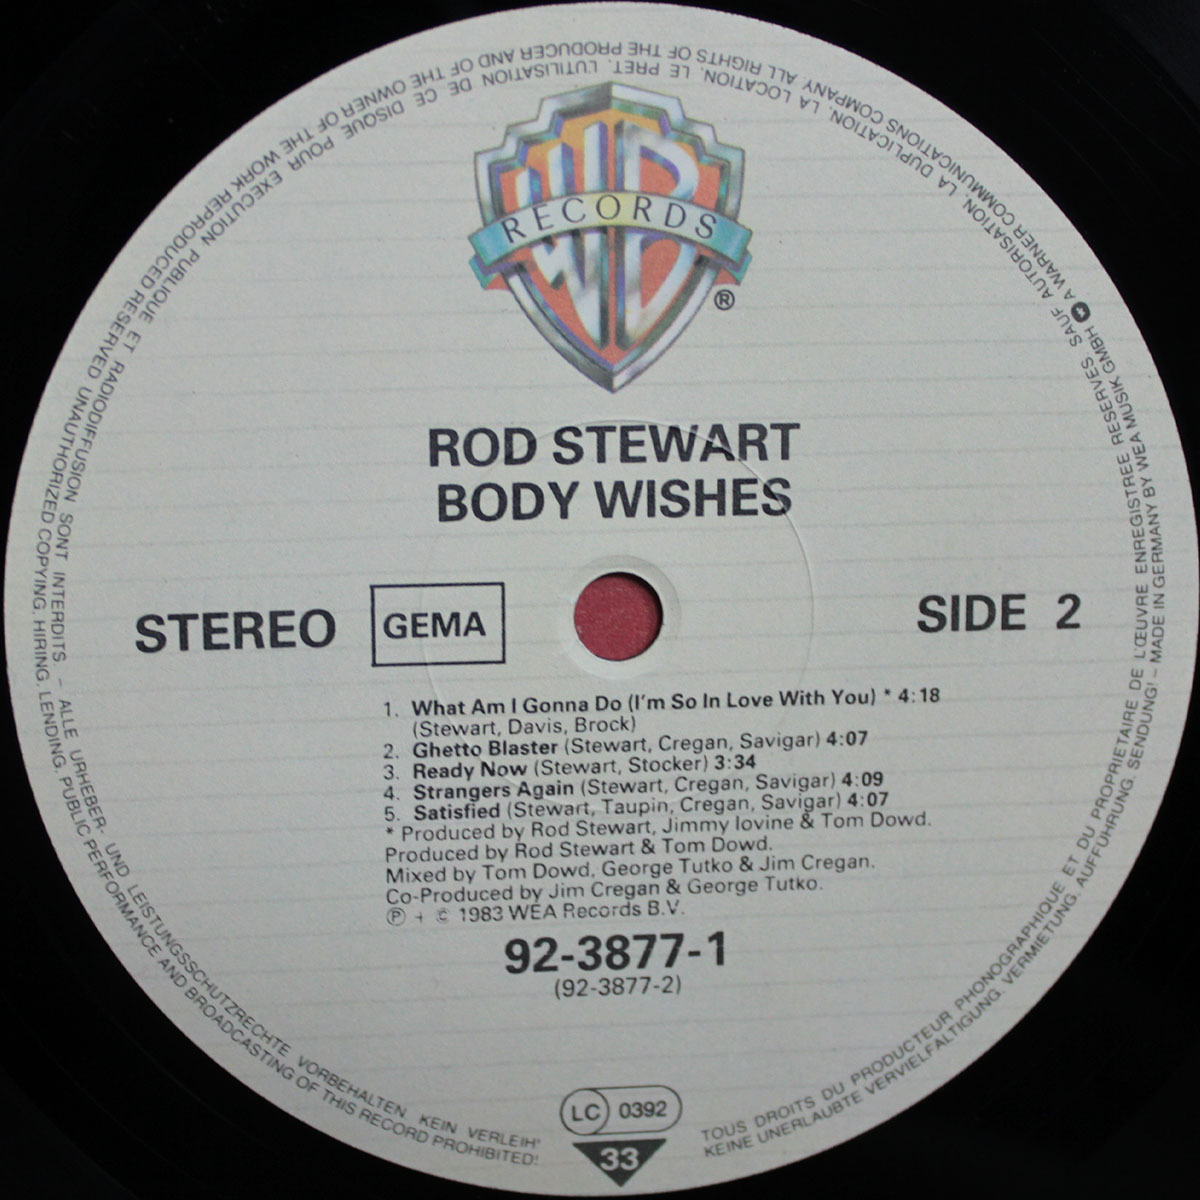 WB
RECORDS
®
ROD STEWART
BODY WISHES
STEREO
GEMA
SIDE 2
1. What Am I Gonna Do (I'm So In Love With You) * 4:18
(Stewart, Davis, Brock)
2. Ghetto Blaster (Stewart, Cregan, Savigar) 4:07
3. Ready Now (Stewart, Stocker) 3:34
4. Strangers Again (Stewart, Cregan, Savigar) 4:09
5. Satisfied (Stewart, Taupin, Cregan, Savigar) 4:07
* Produced by Rod Stewart, Jimmy Iovine & Tom Dowd.
Produced by Rod Stewart & Tom Dowd.
Mixed by Tom Dowd, George Tutko & Jim Cregan.
Co-Produced by Jim Cregan & George Tutko.
℗ + © 1983 WEA Records B.V.
92-3877-1
(92-3877-2)
LC 0392
33
TOUS DROITS DU PRODUCTEUR PHONOGRAPHIQUE ET DU PROPRIETAIRE DE L'ŒUVRE ENREGISTREE RESERVES. SAUF AUTORISATION, LA DUPLICATION, LA LOCATION, LE PRET, L'UTILISATION DE CE DISQUE POUR EXECUTION PUBLIQUE ET RADIODIFFUSION SONT INTERDITS. – ALLE URHEBER- UND LEISTUNGSSCHUTZRECHTE VORBEHALTEN. KEIN VERLEIH!
KEINE UNERLAUBTE VERVIELFÄLTIGUNG, VERMIETUNG, AUFFÜHRUNG, SENDUNG! – MADE IN GERMANY BY WEA MUSIK GMBH A WARNER COMMUNICATIONS COMPANY. ALL RIGHTS OF THE PRODUCER AND OF THE OWNER OF THE WORK REPRODUCED RESERVED. UNAUTHORIZED COPYING, HIRING, LENDING, PUBLIC PERFORMANCE AND BROADCASTING OF THIS RECORD PROHIBITED!